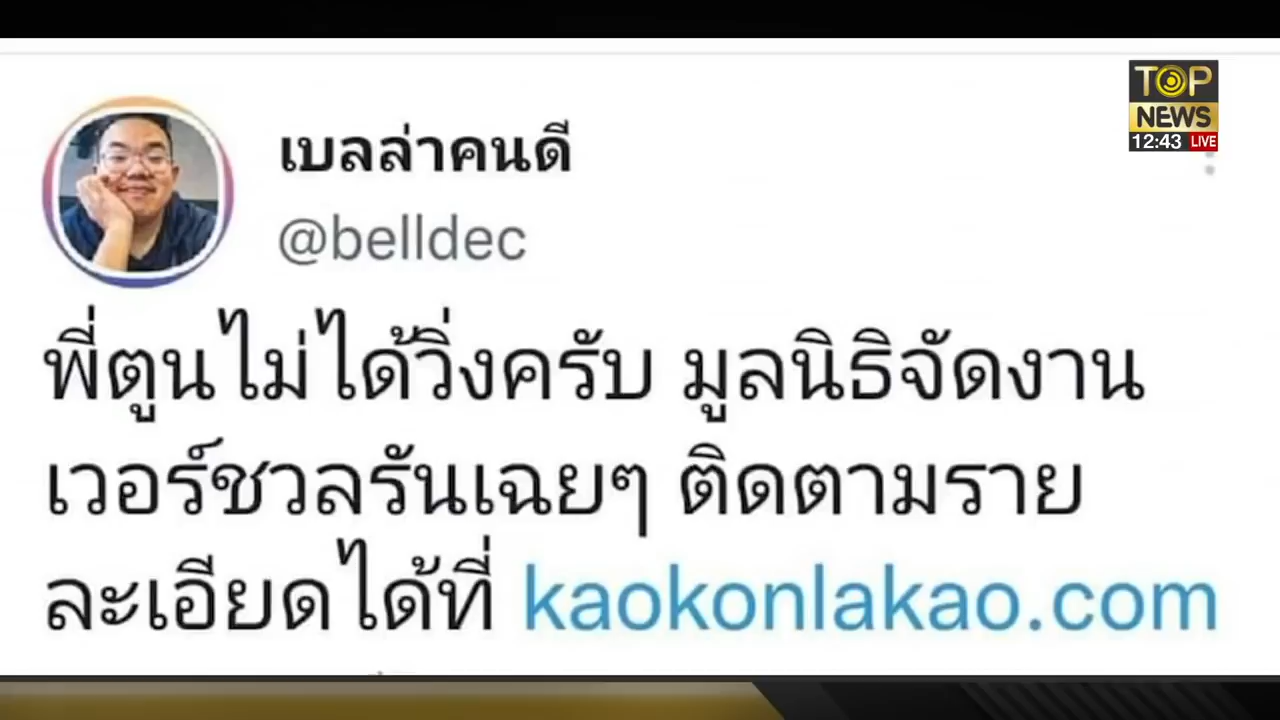 TOP
NEWS
12:43 LIVE
เบลล่าคนดี
@belldec
พี่ตูนไม่ได้วิ่งครับ มูลนิธิจัดงาน
เวอร์ชวลรันเฉยๆ ติดตามราย
ละเอียดได้ที่ kaokonlakao.com